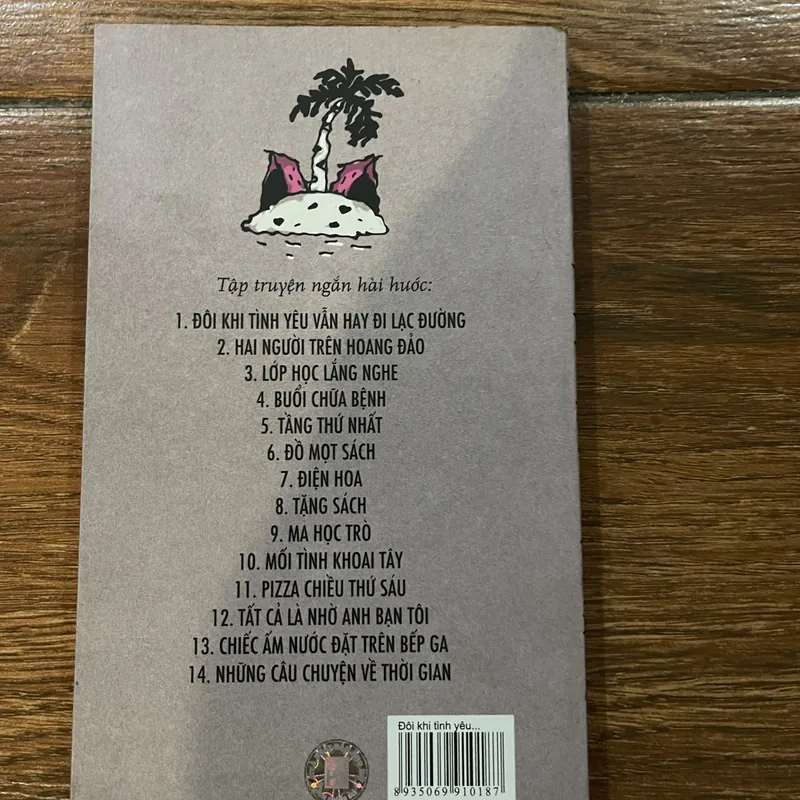 Tập truyện ngắn hài hước:
1. ĐÔI KHI TÌNH YÊU VẪN HAY ĐI LẠC ĐƯỜNG
2. HAI NGƯỜI TRÊN HOANG ĐẢO
3. LỚP HỌC LẮNG NGHE
4. BUỔI CHỮA BỆNH
5. TẦNG THỨ NHẤT
6. ĐỒ MỌT SÁCH
7. ĐIỆN HOA
8. TẶNG SÁCH
9. MA HỌC TRÒ
10. MỐI TÌNH KHOAI TÂY
11. PIZZA CHIỀU THỨ SÁU
12. TẤT CẢ LÀ NHỜ ANH BẠN TÔI
13. CHIẾC ẤM NƯỚC ĐẶT TRÊN BẾP GA
14. NHỮNG CÂU CHUYỆN VỀ THỜI GIAN
Đôi khi tình yêu...
8 935069 910187